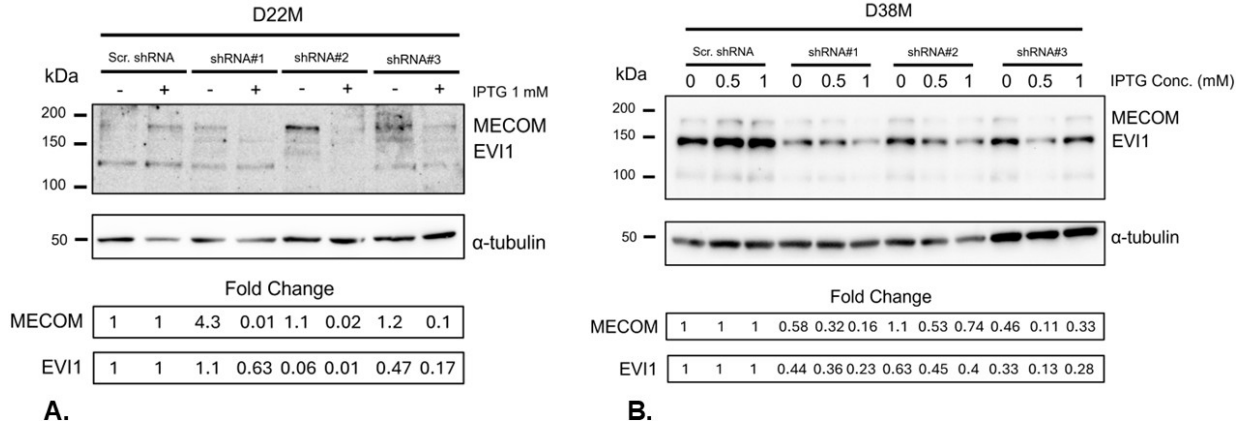 A.
D22M
Scr. shRNA shRNA#1 shRNA#2 shRNA#3
kDa
- + - + - + - + IPTG 1 mM
200
150
100
MECOM
EVI1
50
α-tubulin
Fold Change
MECOM 1 1 4.3 0.01 1.1 0.02 1.2 0.1
EVI1 1 1 1.1 0.63 0.06 0.01 0.47 0.17
A.
B.
D38M
Scr. shRNA shRNA#1 shRNA#2 shRNA#3
kDa
0 0.5 1 0 0.5 1 0 0.5 1 0 0.5 1 IPTG Conc. (mM)
200
150
100
MECOM
EVI1
50
α-tubulin
Fold Change
MECOM 1 1 1 0.58 0.32 0.16 1.1 0.53 0.74 0.46 0.11 0.33
EVI1 1 1 1 0.44 0.36 0.23 0.63 0.45 0.4 0.33 0.13 0.28
B.